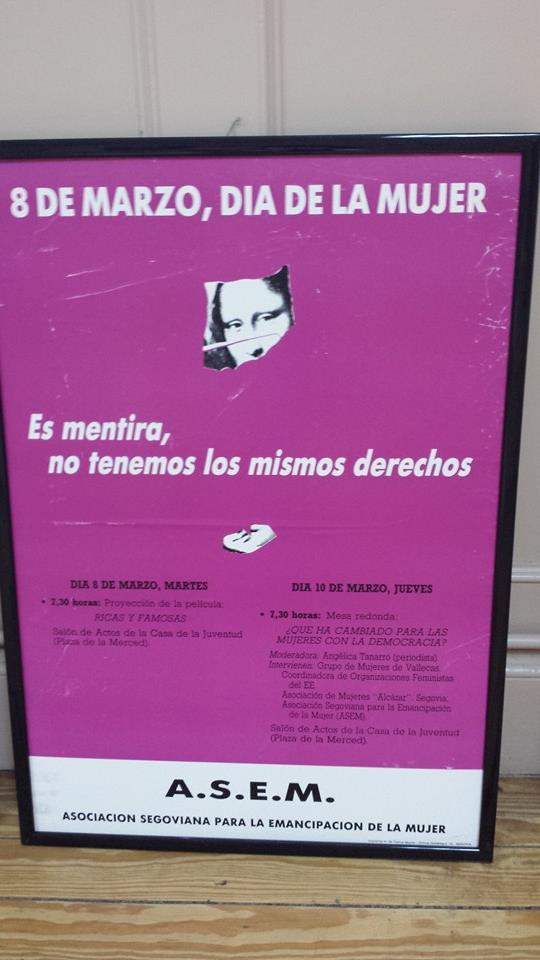 8 DE MARZO, DIA DE LA MUJER
Es mentira,
no tenemos los mismos derechos
DIA 8 DE MARZO, MARTES
• 7,30 horas: Proyección de la película:
RICAS Y FAMOSAS
Salón de Actos de la Casa de la Juventud
(Plaza de la Merced).
DIA 10 DE MARZO, JUEVES
• 7,30 horas: Mesa redonda:
¿QUE HA CAMBIADO PARA LAS
MUJERES CON LA DEMOCRACIA?
Moderadora: Angélica Tanarro (periodista).
Intervienen: Grupo de Mujeres de Vallecas.
Coordinadora de Organizaciones Feministas
del EE.
Asociación de Mujeres "Alcázar". Segovia.
Asociación Segoviana para la Emancipación
de la Mujer (ASEM).
Salón de Actos de la Casa de la Juventud
(Plaza de la Merced).
A.S.E.M.
ASOCIACION SEGOVIANA PARA LA EMANCIPACION DE LA MUJER